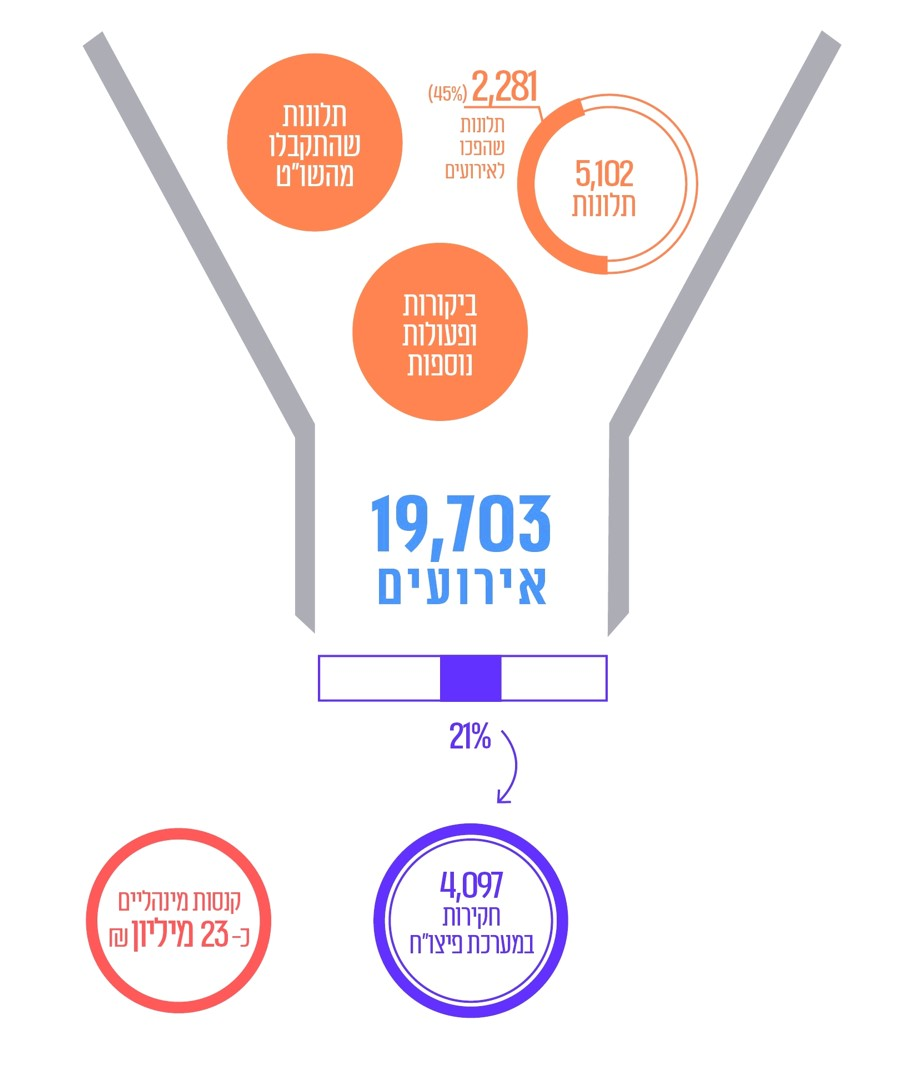 5,102
תלונות
2,281 (45%)
תלונות
שהפכו
לאירועים
תלונות
שהתקבלו
מהשו"ט
ביקורות
ופעולות
נוספות
19,703
אירועים
21%
4,097
חקירות
במערכת פיצו"ח
קנסות מינהליים
כ- 23 מיליון ₪